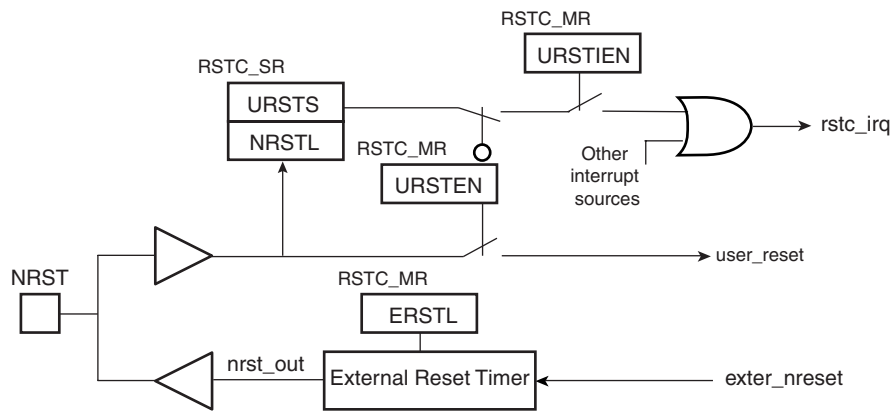 RSTC_MR
URSTIEN
RSTC_SR
URSTS
NRSTL
rstc_irq
RSTC_MR
URSTEN
Other
interrupt
sources
user_reset
NRST
RSTC_MR
ERSTL
nrst_out
External Reset Timer
exter_nreset